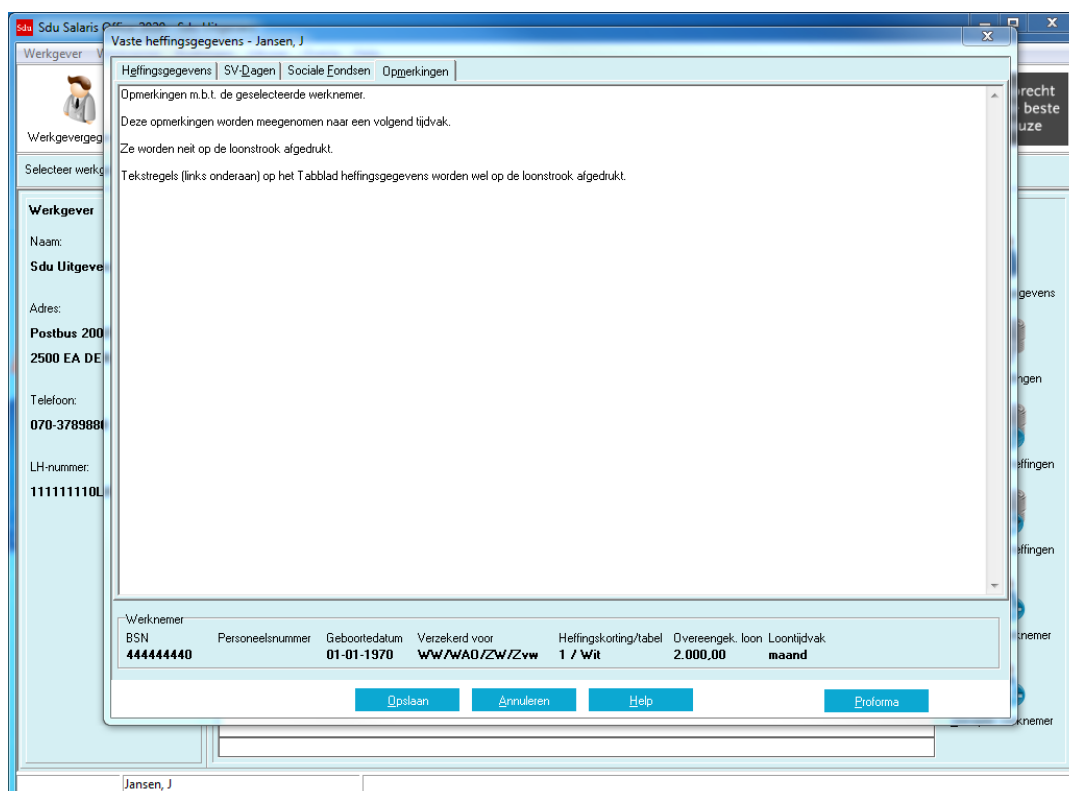 Sdu Sdu Salaris
Vaste heffingsgegevens - Jansen, J
Werkgever
Heffingsgegevens SV-Dagen Sociale Fondsen Opmerkingen
Opmerkingen m.b.t. de geselecteerde werknemer.
Deze opmerkingen worden meegenomen naar een volgend tijdvak.
Ze worden neit op de loonstrook afgedrukt.
Tekstregels (links onderaan) op het Tabblad heffingsgegevens worden wel op de loonstrook afgedrukt.
recht
beste
uze
Werkgevergeg
Selecteer werkg
Werkgever
Naam:
Sdu Uitgeve
Adres:
Postbus 200
2500 EA DE
Telefoon:
070-3789880
LH-nummer:
111111110L
gevens
ngen
effingen
effingen
knemer
knemer
Werknemer
BSN Personeelsnummer Geboortedatum Verzekerd voor Heffingskorting/tabel Overeengek. loon Loontijdvak
444444440 01-01-1970 WW/WAO/ZW/Zvw 1 / Wit 2.000,00 maand
Opslaan Annuleren Help Proforma
Jansen, J